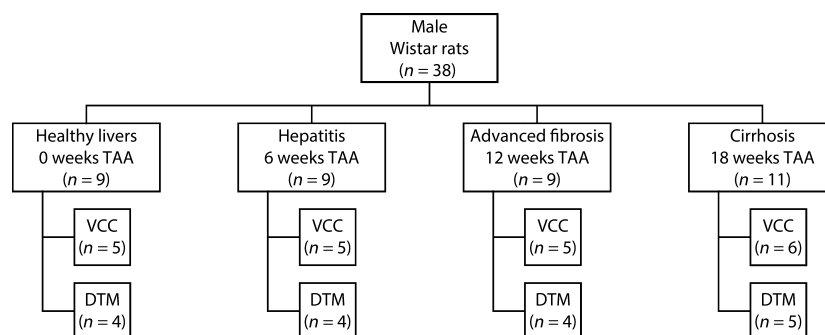 Male
Wistar rats
(n = 38)
Healthy livers
0 weeks TAA
(n = 9)
VCC
(n = 5)
DTM
(n = 4)
Hepatitis
6 weeks TAA
(n = 9)
VCC
(n = 5)
DTM
(n = 4)
Advanced fibrosis
12 weeks TAA
(n = 9)
VCC
(n = 5)
DTM
(n = 4)
Cirrhosis
18 weeks TAA
(n = 11)
VCC
(n = 6)
DTM
(n = 5)